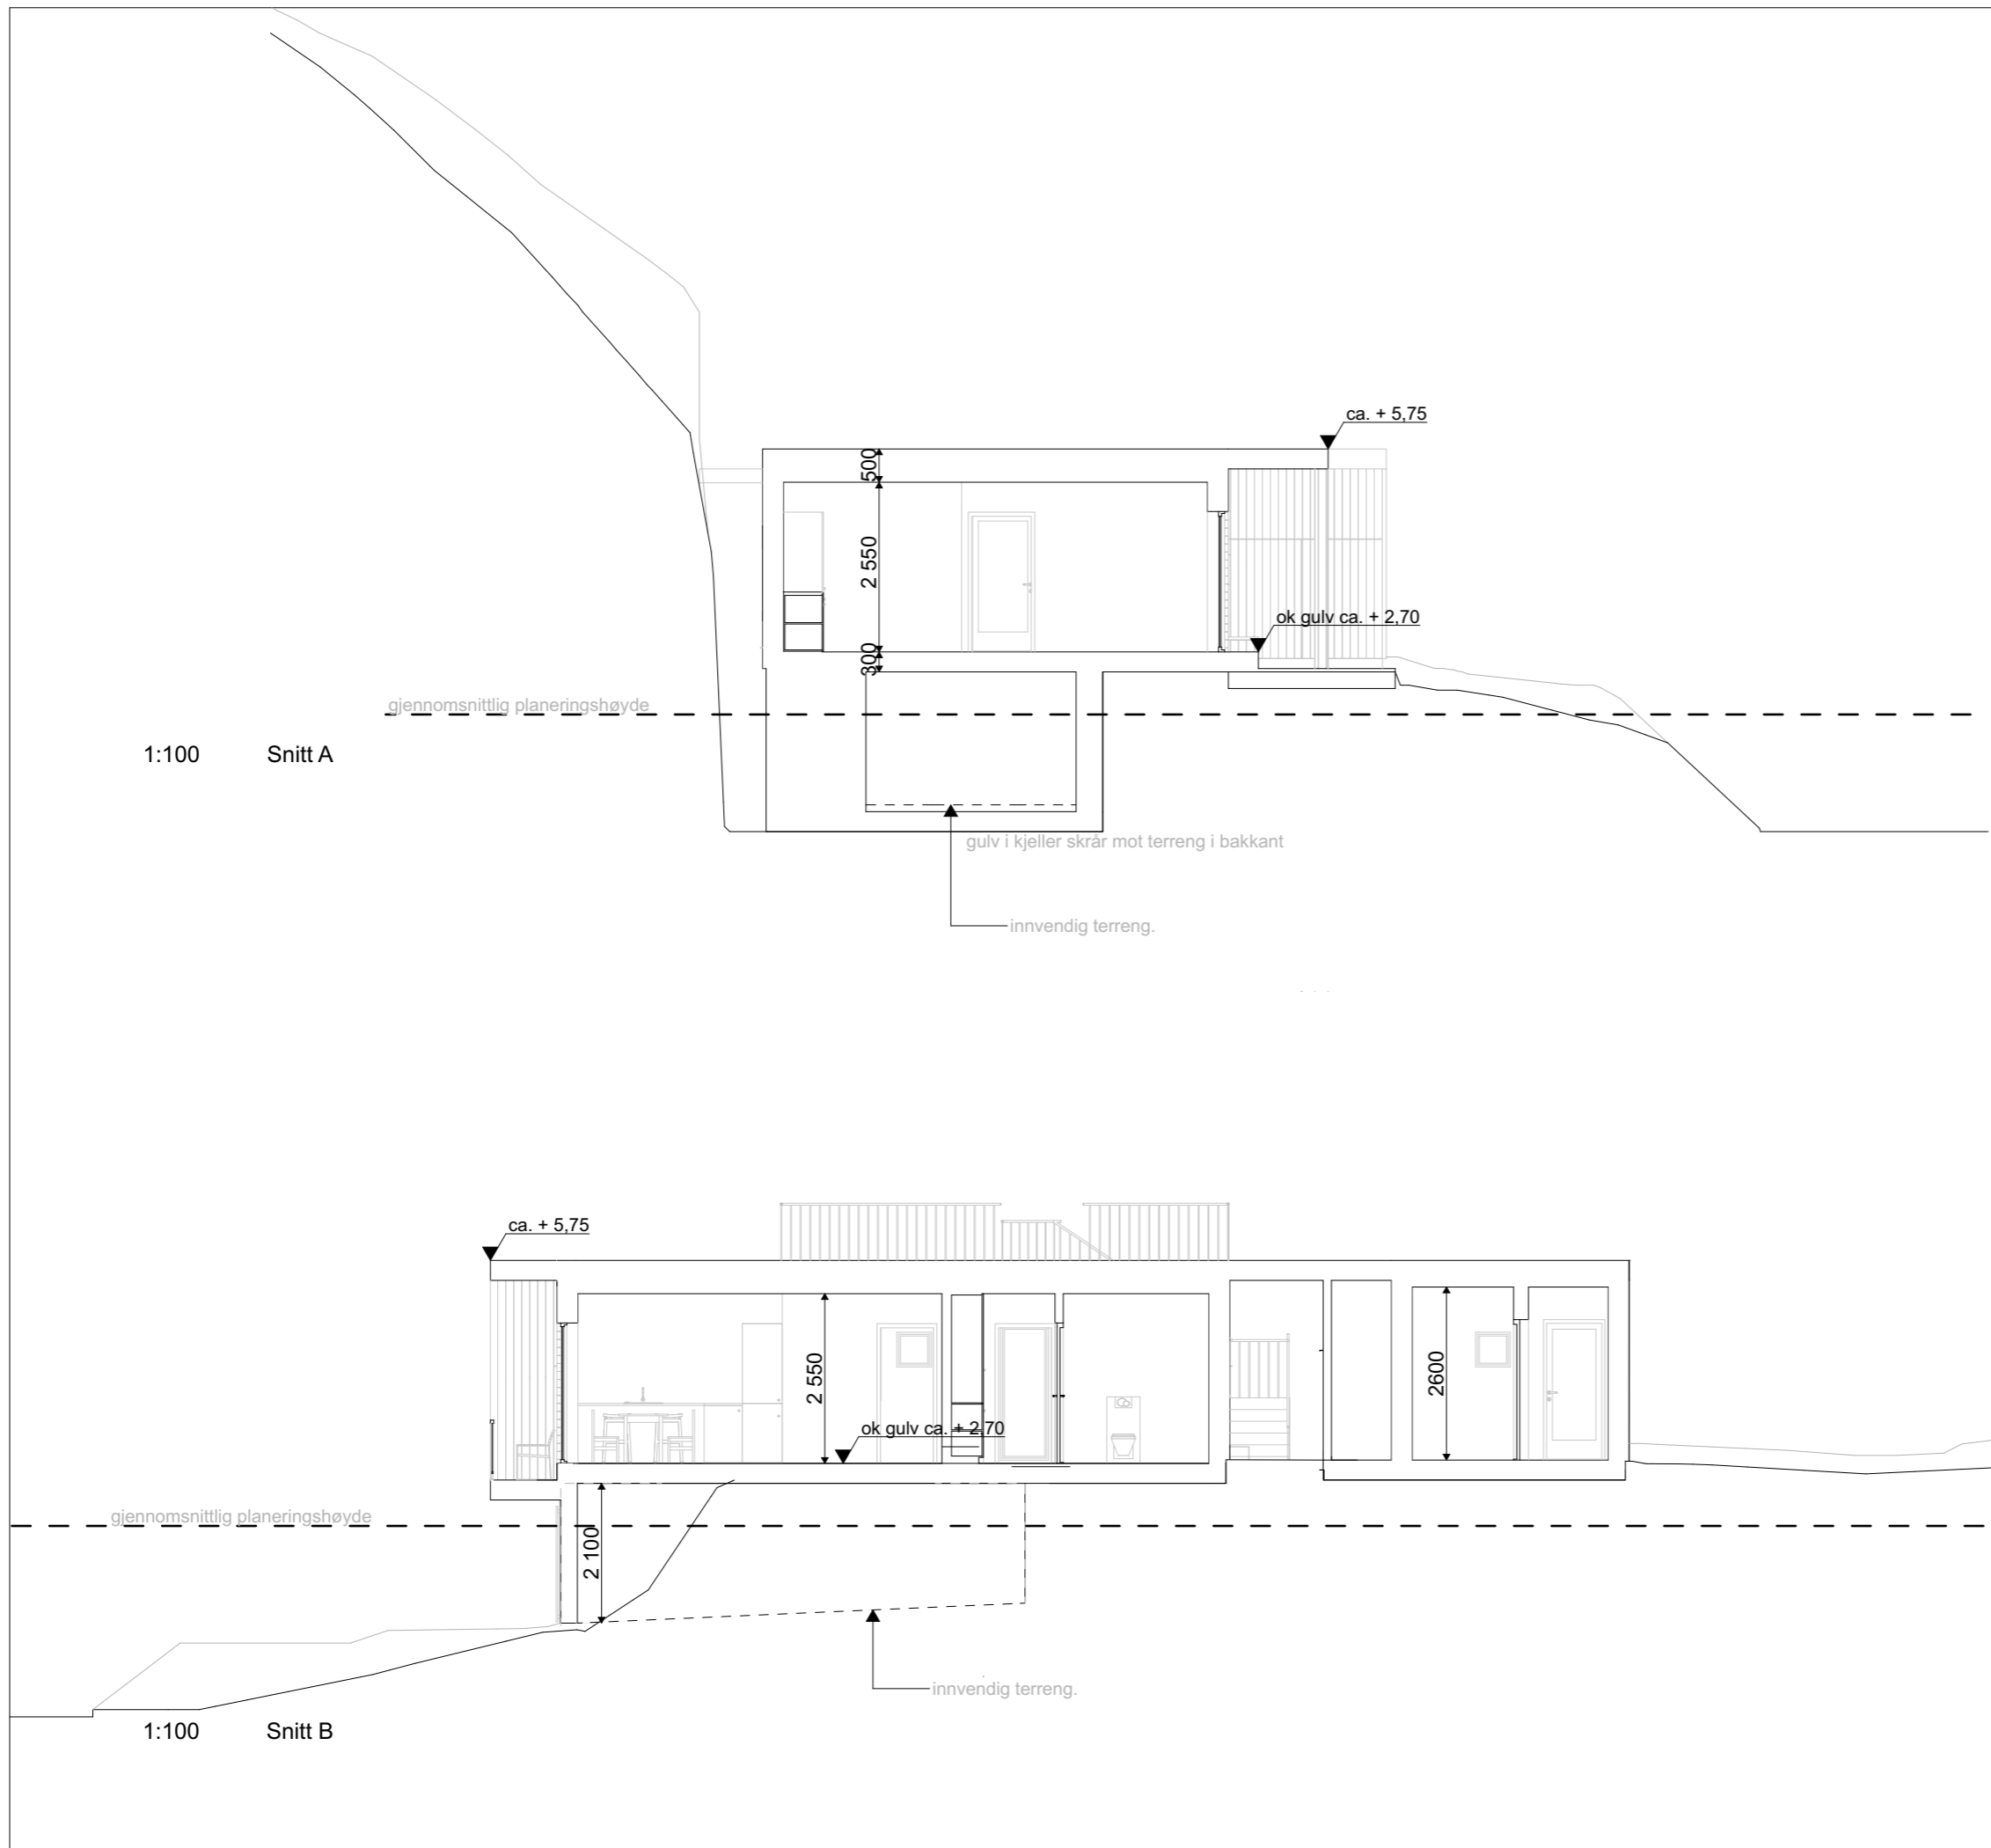 ca. + 5,75
500
2 550
ok gulv ca. + 2,70
300
gjennomsnittlig planeringshøyde
1:100 Snitt A
gulv i kjeller skrår mot terreng i bakkant
innvendig terreng.
ca. + 5,75
2 550
2600
ok gulv ca. + 2,70
gjennomsnittlig planeringshøyde
2 100
innvendig terreng.
1:100 Snitt B